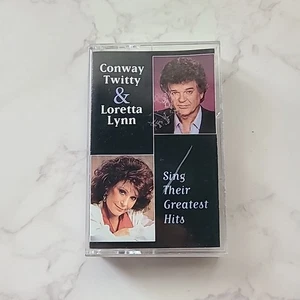 Conway
Twitty
&
Loretta
Lynn
Sing
Their
Greatest
Hits